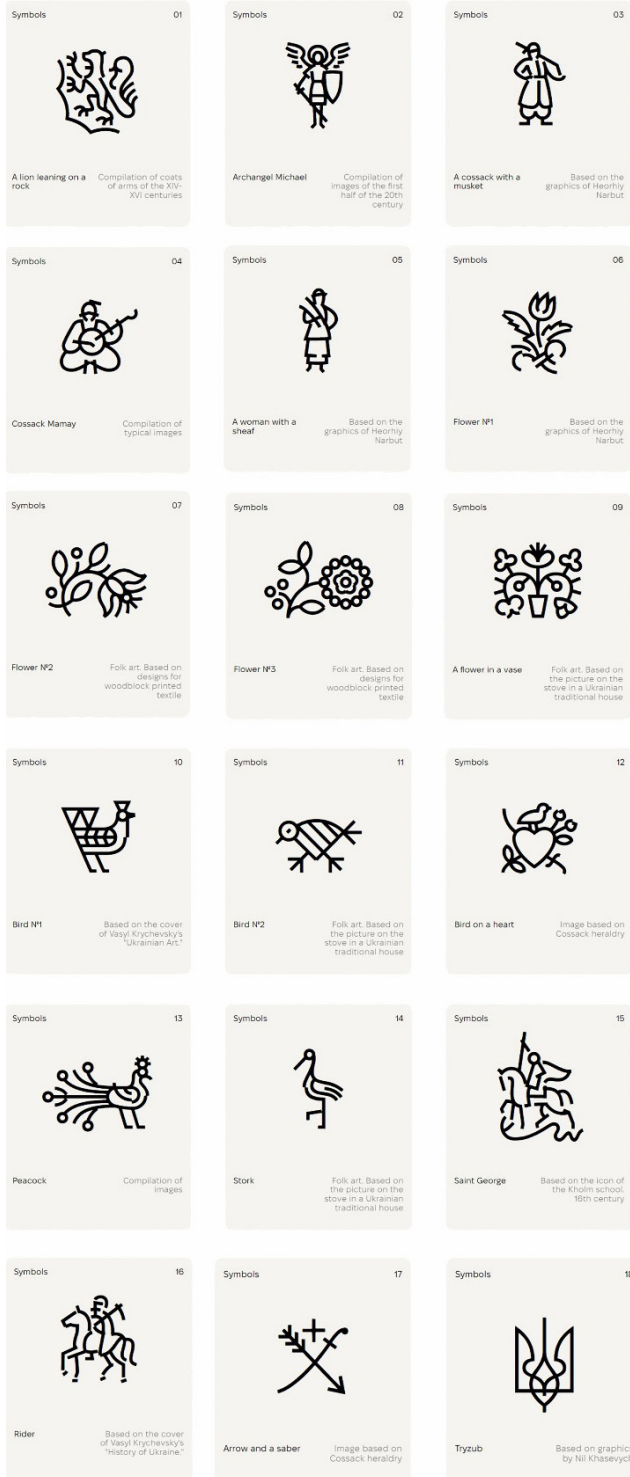 Symbols 01
A lion leaning on a
rock
Compilation of coats
of arms of the XIV-
XVI centuries
Symbols 02
Archangel Michael
Compilation of
images of the first
half of the 20th
century
Symbols 03
A cossack with a
musket
Based on the
graphics of Heorhiy
Narbut
Symbols 04
Cossack Mamay
Compilation of
typical images
Symbols 05
A woman with a
sheaf
Based on the
graphics of Heorhiy
Narbut
Symbols 06
Flower №1
Based on the
graphics of Heorhiy
Narbut
Symbols 07
Flower №2
Folk art. Based on
designs for
woodblock printed
textile
Symbols 08
Flower №3
Folk art. Based on
designs for
woodblock printed
textile
Symbols 09
A flower in a vase
Folk art. Based on
the picture on the
stove in a Ukrainian
traditional house
Symbols 10
Bird №1
Based on the cover
of Vasyl Krychevsky's
"Ukrainian Art."
Symbols 11
Bird №2
Folk art. Based on
the picture on the
stove in a Ukrainian
traditional house
Symbols 12
Bird on a heart
Image based on
Cossack heraldry
Symbols 13
Peacock
Compilation of
images
Symbols 14
Stork
Folk art. Based on
the picture on the
stove in a Ukrainian
traditional house
Symbols 15
Saint George
Based on the icon of
the Kholm school.
16th century
Symbols 16
Rider
Based on the cover
of Vasyl Krychevsky's
"History of Ukraine."
Symbols 17
Arrow and a saber
Image based on
Cossack heraldry
Symbols
Tryzub
Based on graphics
by Nil Khasevych